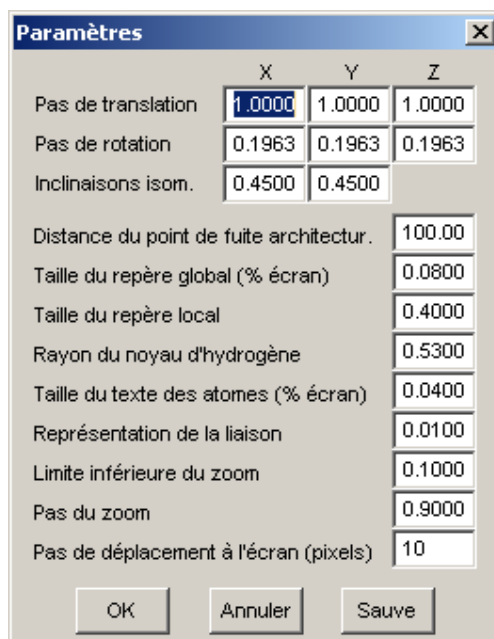 Paramètres
X Y Z
Pas de translation 1.0000 1.0000 1.0000
Pas de rotation 0.1963 0.1963 0.1963
Inclinaisons isom. 0.4500 0.4500
Distance du point de fuite architectur. 100.00
Taille du repère global (% écran) 0.0800
Taille du repère local 0.4000
Rayon du noyau d'hydrogène 0.5300
Taille du texte des atomes (% écran) 0.0400
Représentation de la liaison 0.0100
Limite inférieure du zoom 0.1000
Pas du zoom 0.9000
Pas de déplacement à l'écran (pixels) 10
OK Annuler Sauve